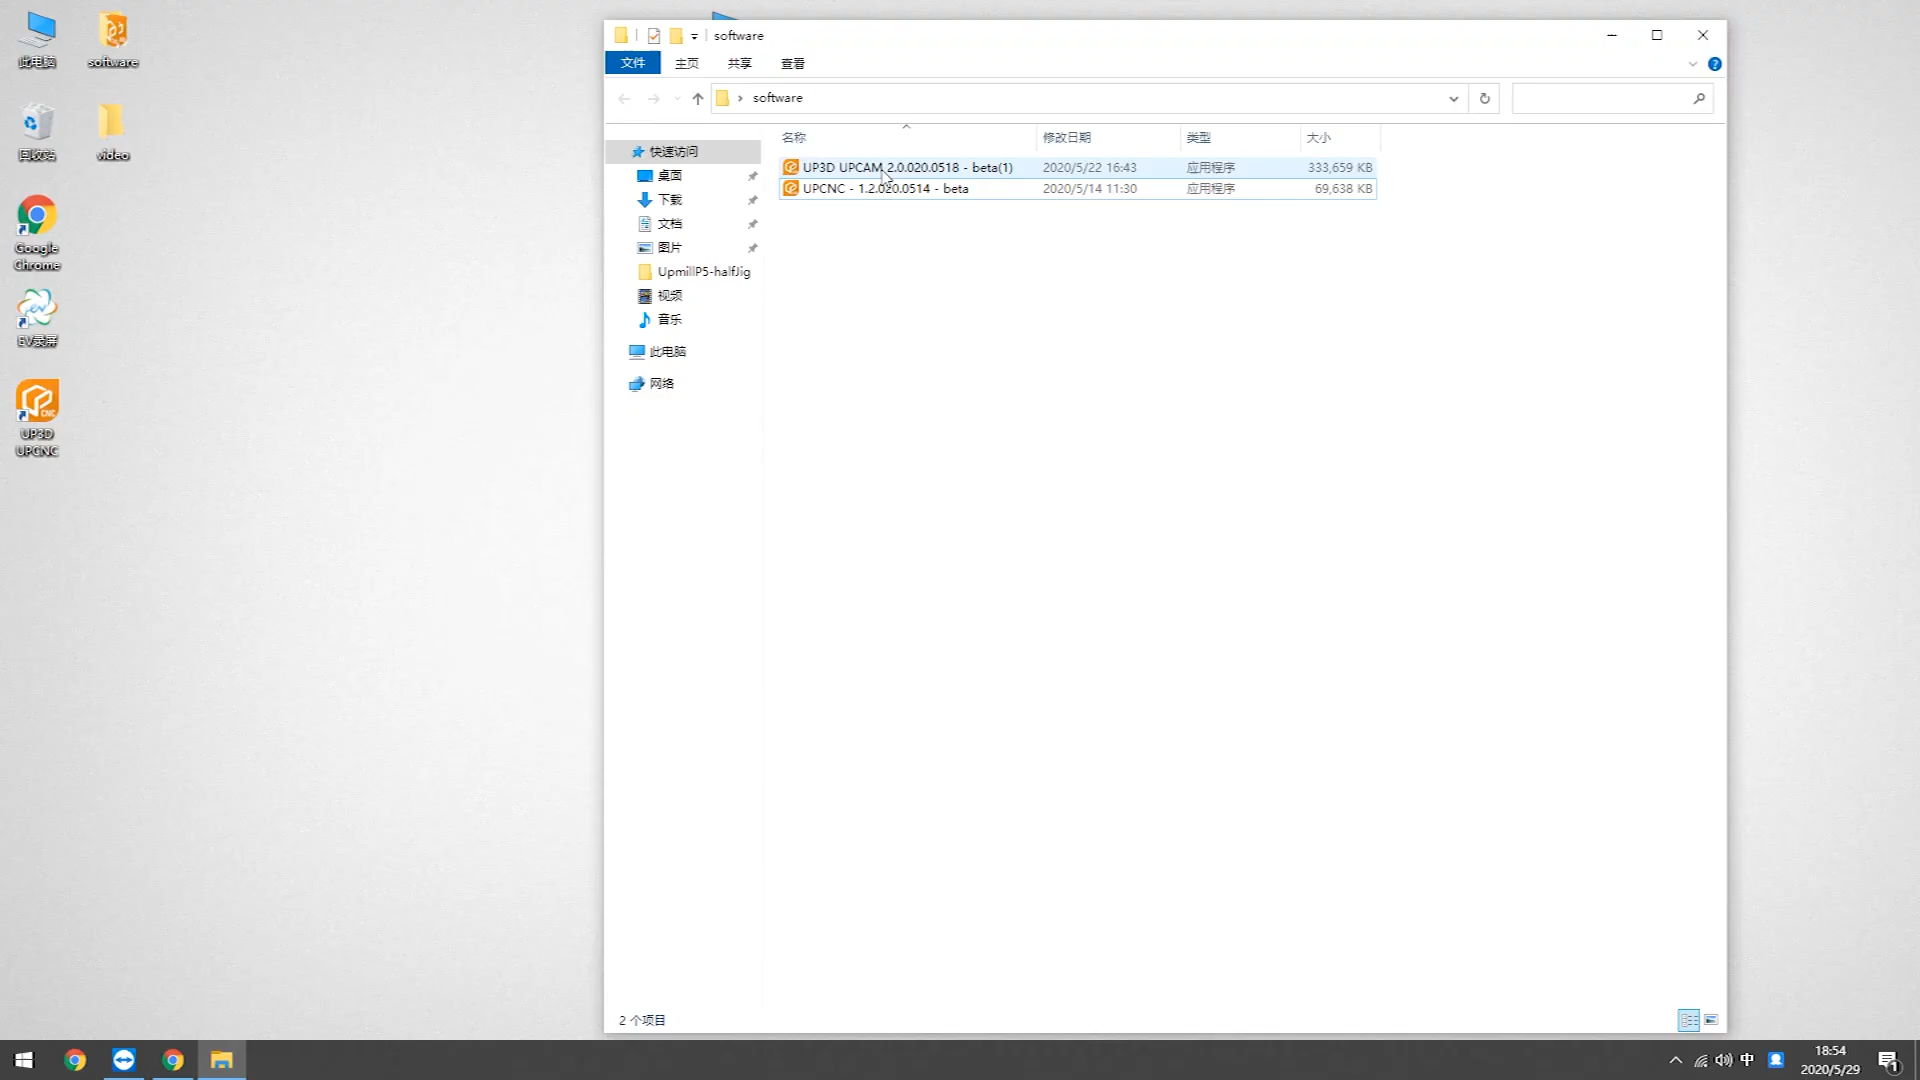 此电脑
software
回收站
video
Google
Chrome
EV录屏
UP3D
UPCNC
software
文件
主页
共享
查看
software
名称
修改日期
类型
大小
快速访问
桌面
下载
文档
图片
UpmillP5-halfJig
视频
音乐
此电脑
网络
UP3D UPCAM 2.0.020.0518 - beta(1)
2020/5/22 16:43
应用程序
333,659 KB
UPCNC - 1.2.020.0514 - beta
2020/5/14 11:30
应用程序
69,638 KB
2 个项目
中
18:54
2020/5/29
1